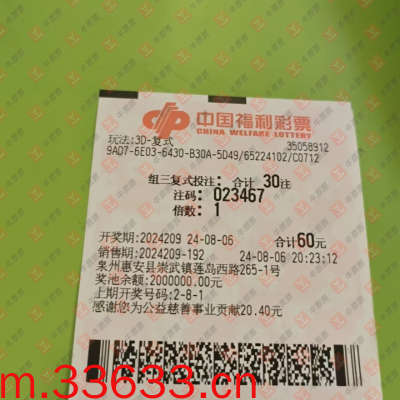 中国福利彩票
CHINA WELFARE LOTTERY
玩法:3D-复式
35058912
9AD7-6E03-6430-B30A-5D49/65224102/C0712
组三复式投注: 合计 30注
注码: 023467
倍数: 1
开奖期:2024209 24-08-06 合计60元
销售期:2024209-192 24-08-06 20:23:12
泉州惠安县崇武镇莲岛西路265-1号
奖池余额:2000000.00元
上期开奖号码:2-8-1
感谢您为公益慈善事业贡献20.40元
m.33633.cn